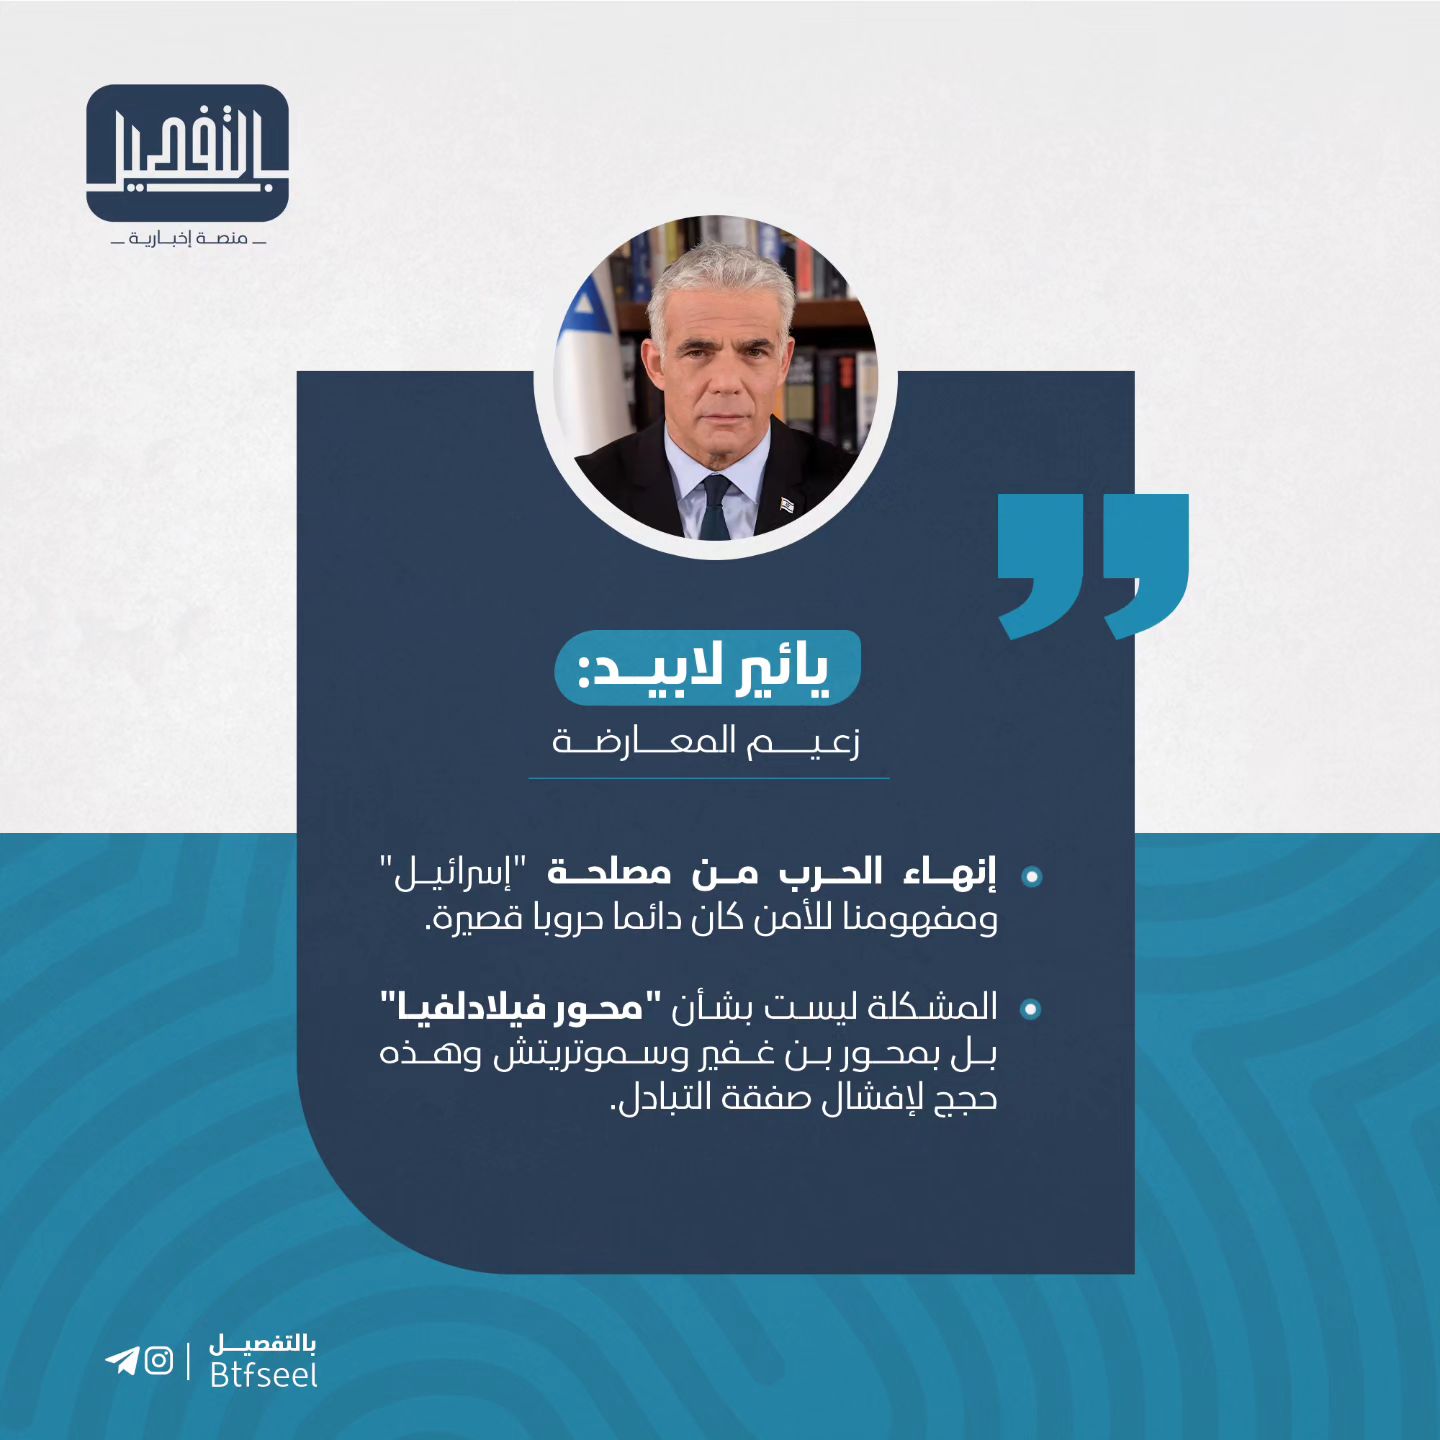 بالتفصيل
منصة إخبارية
يائير لابيد:
زعيم المعارضة
إنهاء الحرب من مصلحة "إسرائيل"
ومفهومنا للأمن كان دائما حروبا قصيرة.
المشكلة ليست بشأن "محور فيلادلفيا"
بل بمحور بن غفير وسموتريتش وهذه
حجج لإفشال صفقة التبادل.
بالتفصيل
Btfseel